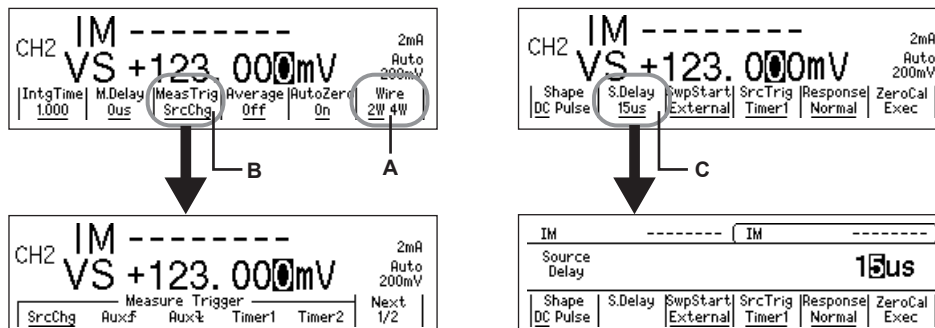 CH2 IM --------
2mA
VS +123. 000mV
Auto
200mV
IntgTime M.Delay MeasTrig Average AutoZero Wire
1.000 0us SrcChg Off On 2W 4W
B
A
CH2 IM --------
2mA
VS +123. 000mV
Auto
200mV
Measure Trigger Next
SrcChg Aux Aux Timer1 Timer2 1/2
CH2 IM --------
2mA
VS +123. 000mV
Auto
200mV
Shape S.Delay SwpStart SrcTrig Response ZeroCal
DC Pulse 15us External Timer1 Normal Exec
C
IM -------- IM --------
Source
Delay
15us
Shape S.Delay SwpStart SrcTrig Response ZeroCal
DC Pulse External Timer1 Normal Exec